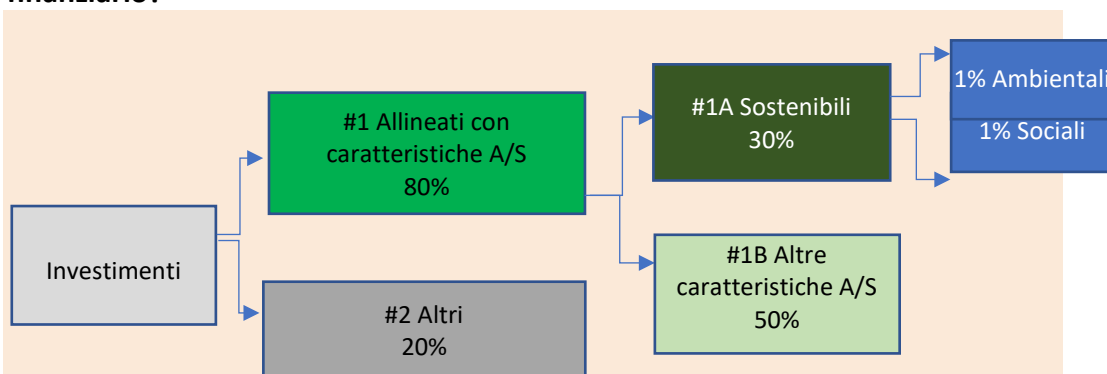 1% Ambientali
1% Sociali
#1A Sostenibili
30%
#1 Allineati con
caratteristiche A/S
80%
Investimenti
#1B Altre
caratteristiche A/S
50%
#2 Altri
20%